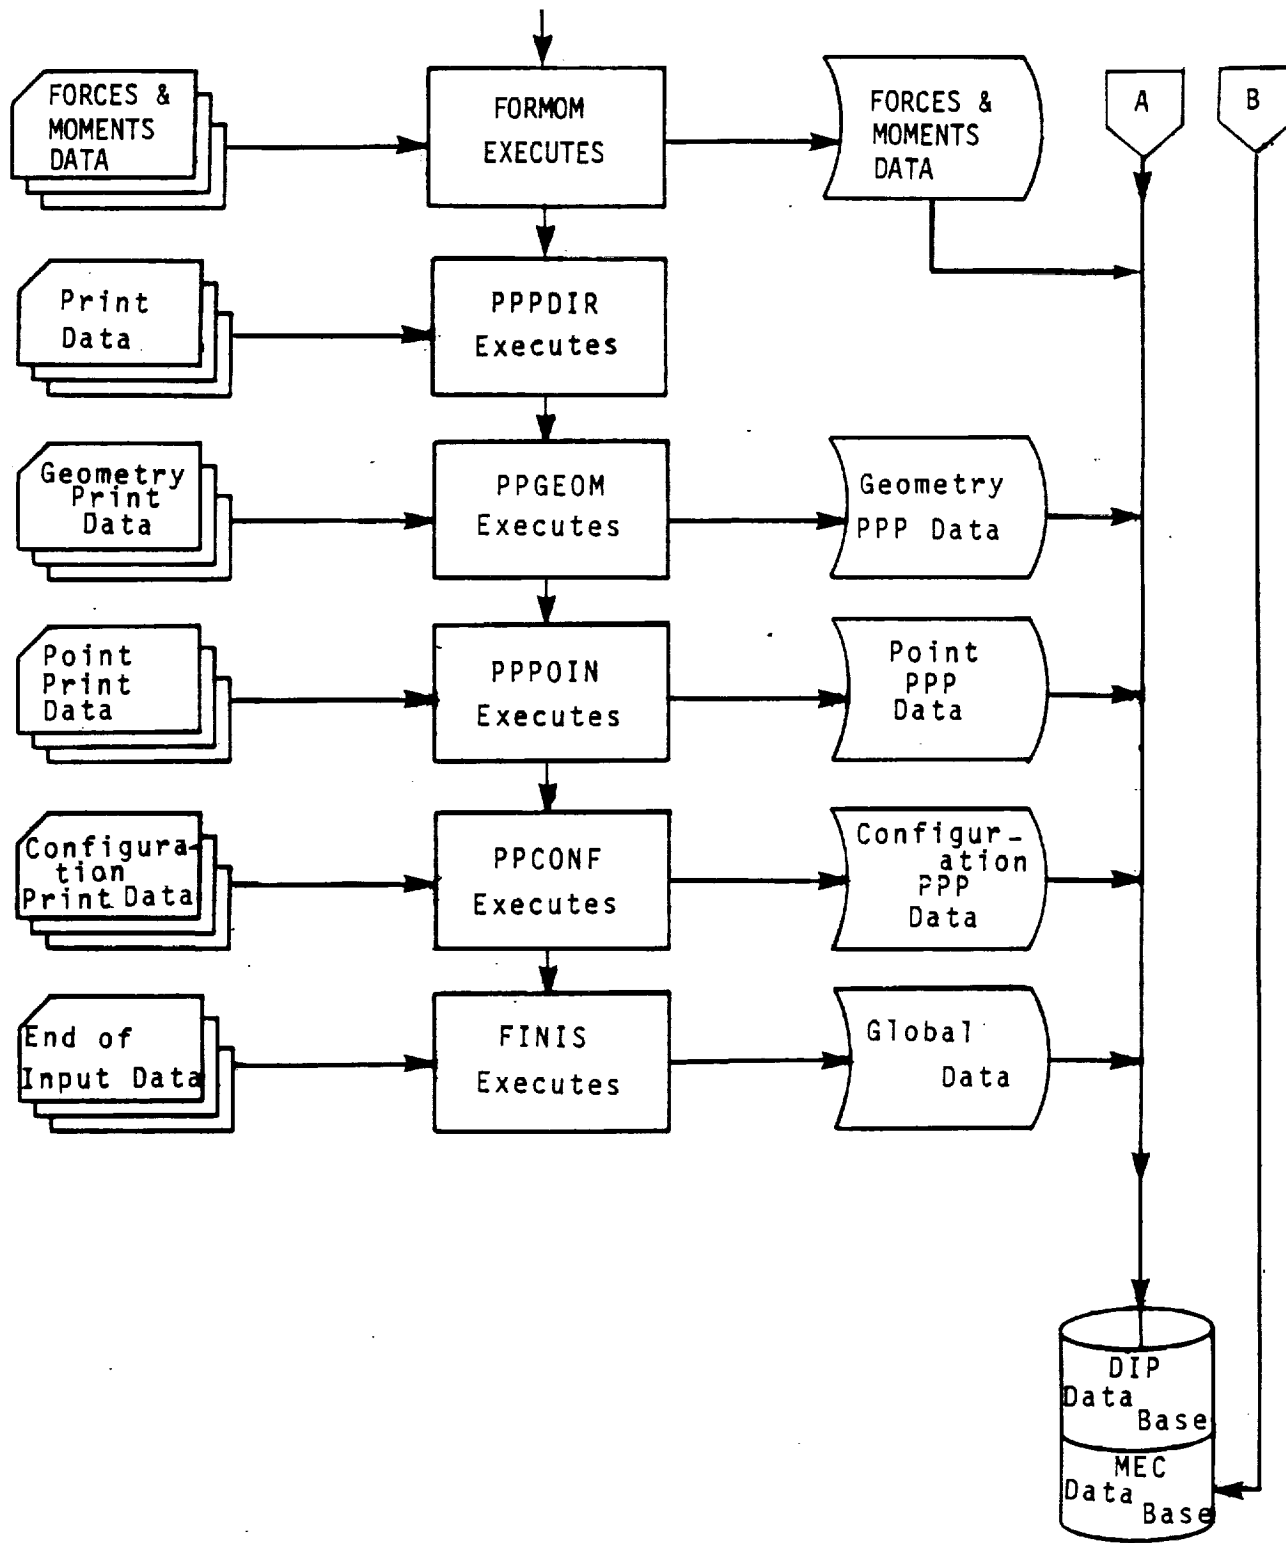 FORCES &
MOMENTS
DATA
FORMOM
EXECUTES
FORCES &
MOMENTS
DATA
A
B
Print
Data
PPPDIR
Executes
Geometry
Print
Data
PPGEOM
Executes
Geometry
PPP Data
Point
Print
Data
PPPOIN
Executes
Point
PPP
Data
Configura-
tion
Print Data
PPCONF
Executes
Configur-
ation
PPP
Data
End of
Input Data
FINIS
Executes
Global
Data
DIP
Data
Base
MEC
Data
Base